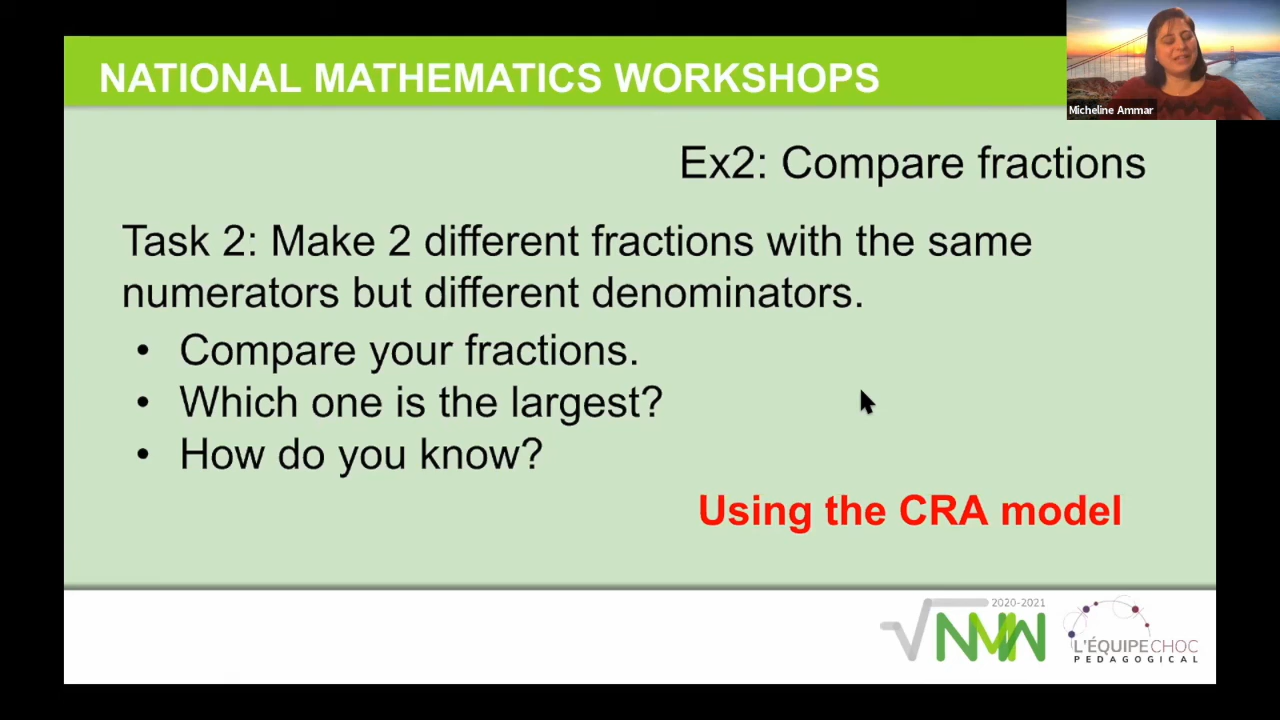 NATIONAL MATHEMATICS WORKSHOPS
Micheline Ammar
Ex2: Compare fractions
Task 2: Make 2 different fractions with the same
numerators but different denominators.
• Compare your fractions.
• Which one is the largest?
• How do you know?
Using the CRA model
2020-2021
√NMW
L'ÉQUIPECHOC
PEDAGOGICAL